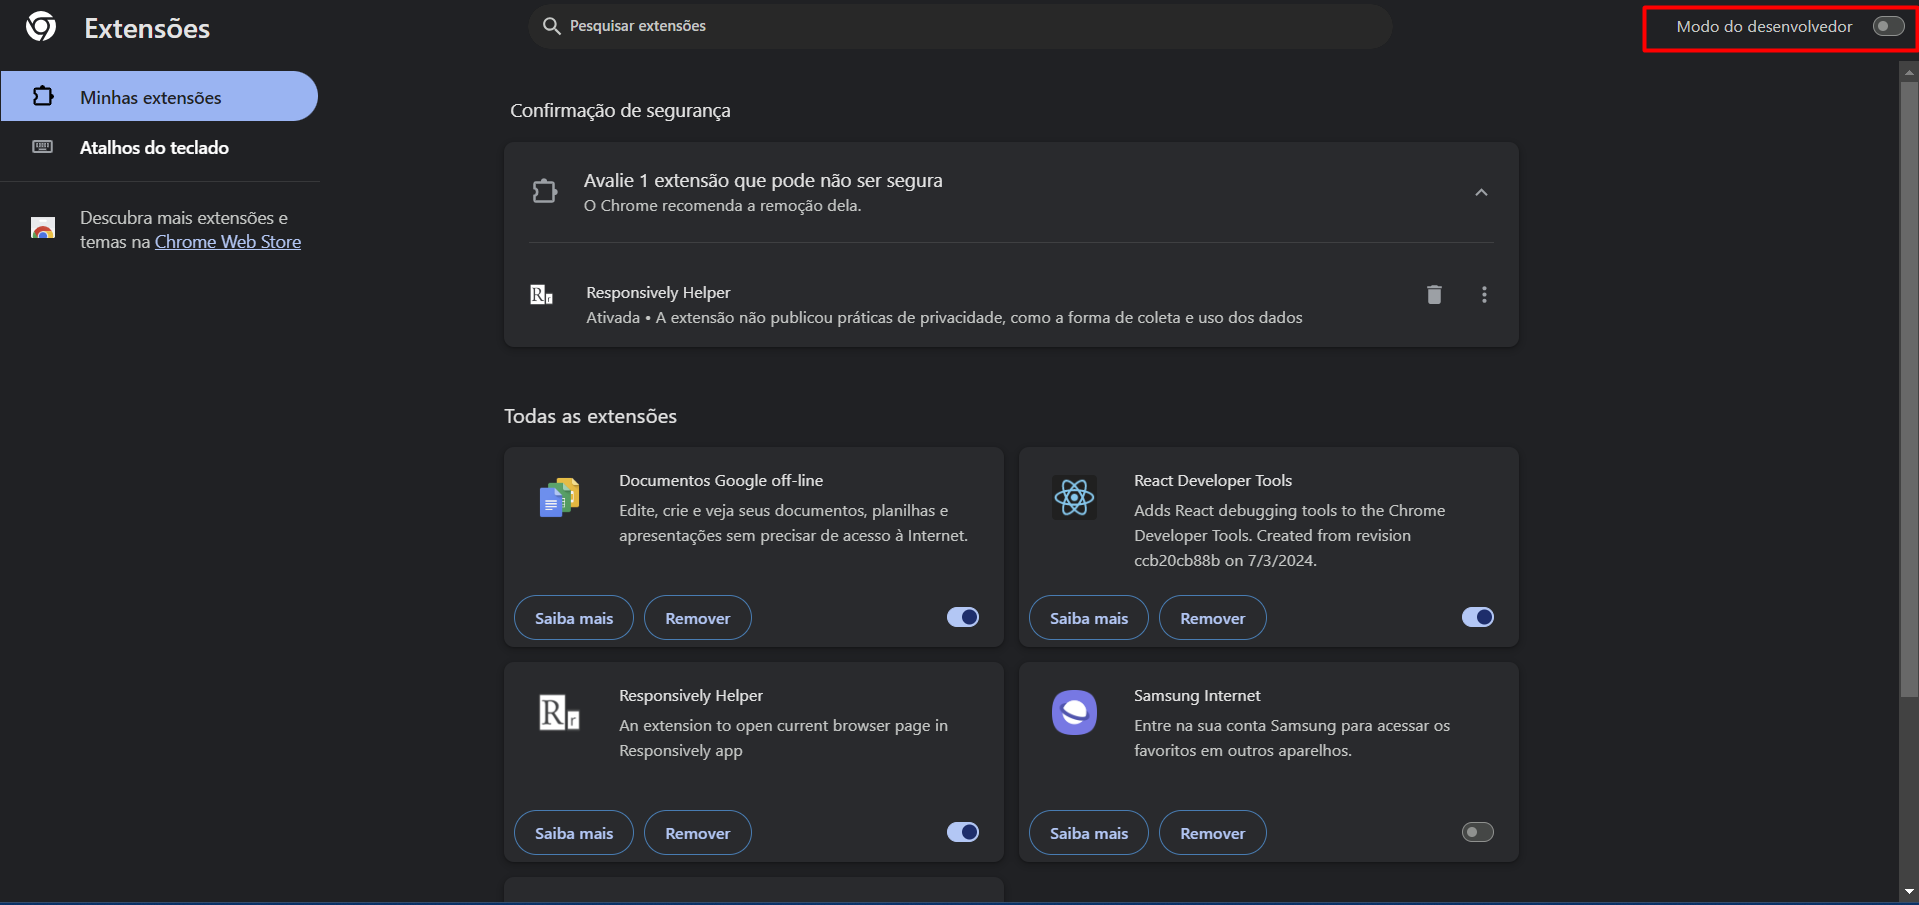 Extensões
Pesquisar extensões
Modo do desenvolvedor
Minhas extensões
Atalhos do teclado
Descubra mais extensões e
temas na Chrome Web Store
Confirmação de segurança
Avalie 1 extensão que pode não ser segura
O Chrome recomenda a remoção dela.
Rr
Responsively Helper
Ativada • A extensão não publicou práticas de privacidade, como a forma de coleta e uso dos dados
Todas as extensões
Documentos Google off-line
Edite, crie e veja seus documentos, planilhas e
apresentações sem precisar de acesso à Internet.
Saiba mais
Remover
React Developer Tools
Adds React debugging tools to the Chrome
Developer Tools. Created from revision
ccb20cb88b on 7/3/2024.
Saiba mais
Remover
Rr
Responsively Helper
An extension to open current browser page in
Responsively app
Saiba mais
Remover
Samsung Internet
Entre na sua conta Samsung para acessar os
favoritos em outros aparelhos.
Saiba mais
Remover